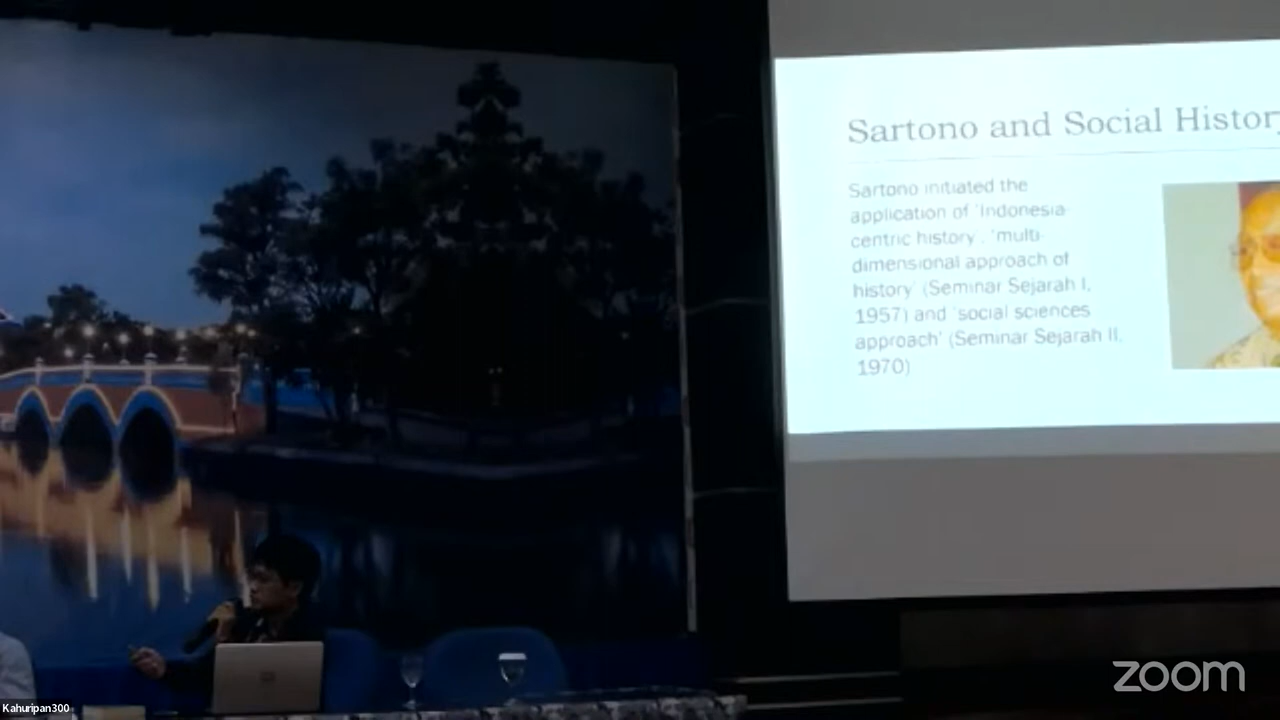 Sartono and Social Histor
Sartono initiated the
application of 'Indonesia-
centric history', 'multi-
dimensional approach of
history' (Seminar Sejarah I,
1957) and 'social sciences
approach' (Seminar Sejarah II,
1970)
zoom
Kahuripan300